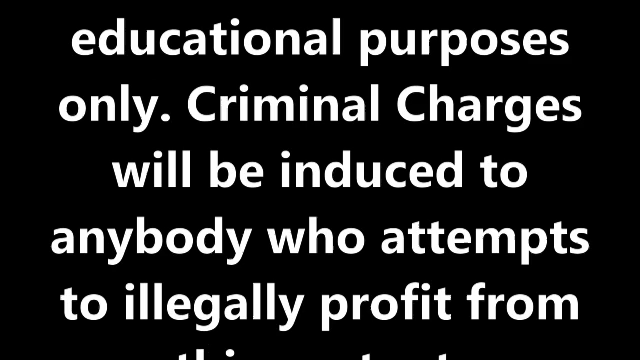 educational purposes
only. Criminal Charges
will be induced to
anybody who attempts
to illegally profit from